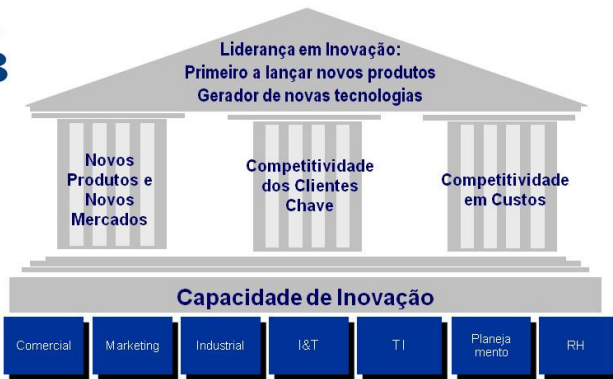 Liderança em Inovação:
Primeiro a lançar novos produtos
Gerador de novas tecnologias
Novos
Produtos e
Novos
Mercados
Competitividade
dos Clientes
Chave
Competitividade
em Custos
Capacidade de Inovação
Comercial
Marketing
Industrial
I&T
TI
Planeja
mento
RH